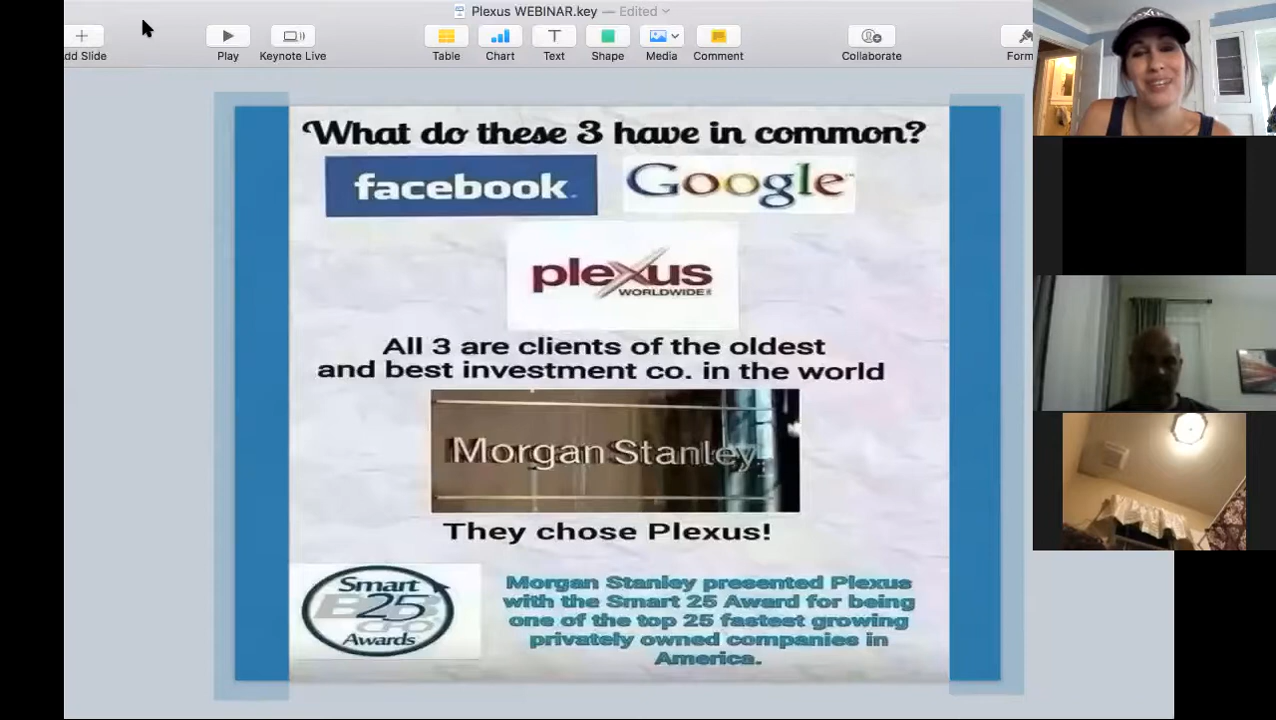 Plexus WEBINAR.key — Edited
dd Slide
Play
Keynote Live
Table
Chart
Text
Shape
Media
Comment
Collaborate
Form
What do these 3 have in common?
facebook.
Google™
plexus
WORLDWIDE
All 3 are clients of the oldest
and best investment co. in the world
Morgan Stanley
They chose Plexus!
Smart
25
Awards
Morgan Stanley presented Plexus
with the Smart 25 Award for being
one of the top 25 fastest growing
privately owned companies in
America.